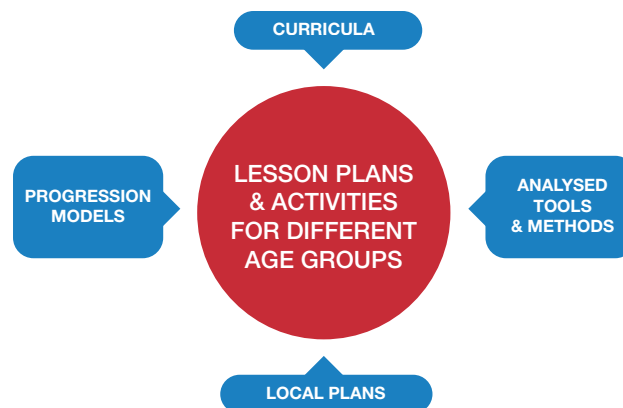 CURRICULA
PROGRESSION
MODELS
LESSON PLANS
& ACTIVITIES
FOR DIFFERENT
AGE GROUPS
ANALYSED
TOOLS
& METHODS
LOCAL PLANS